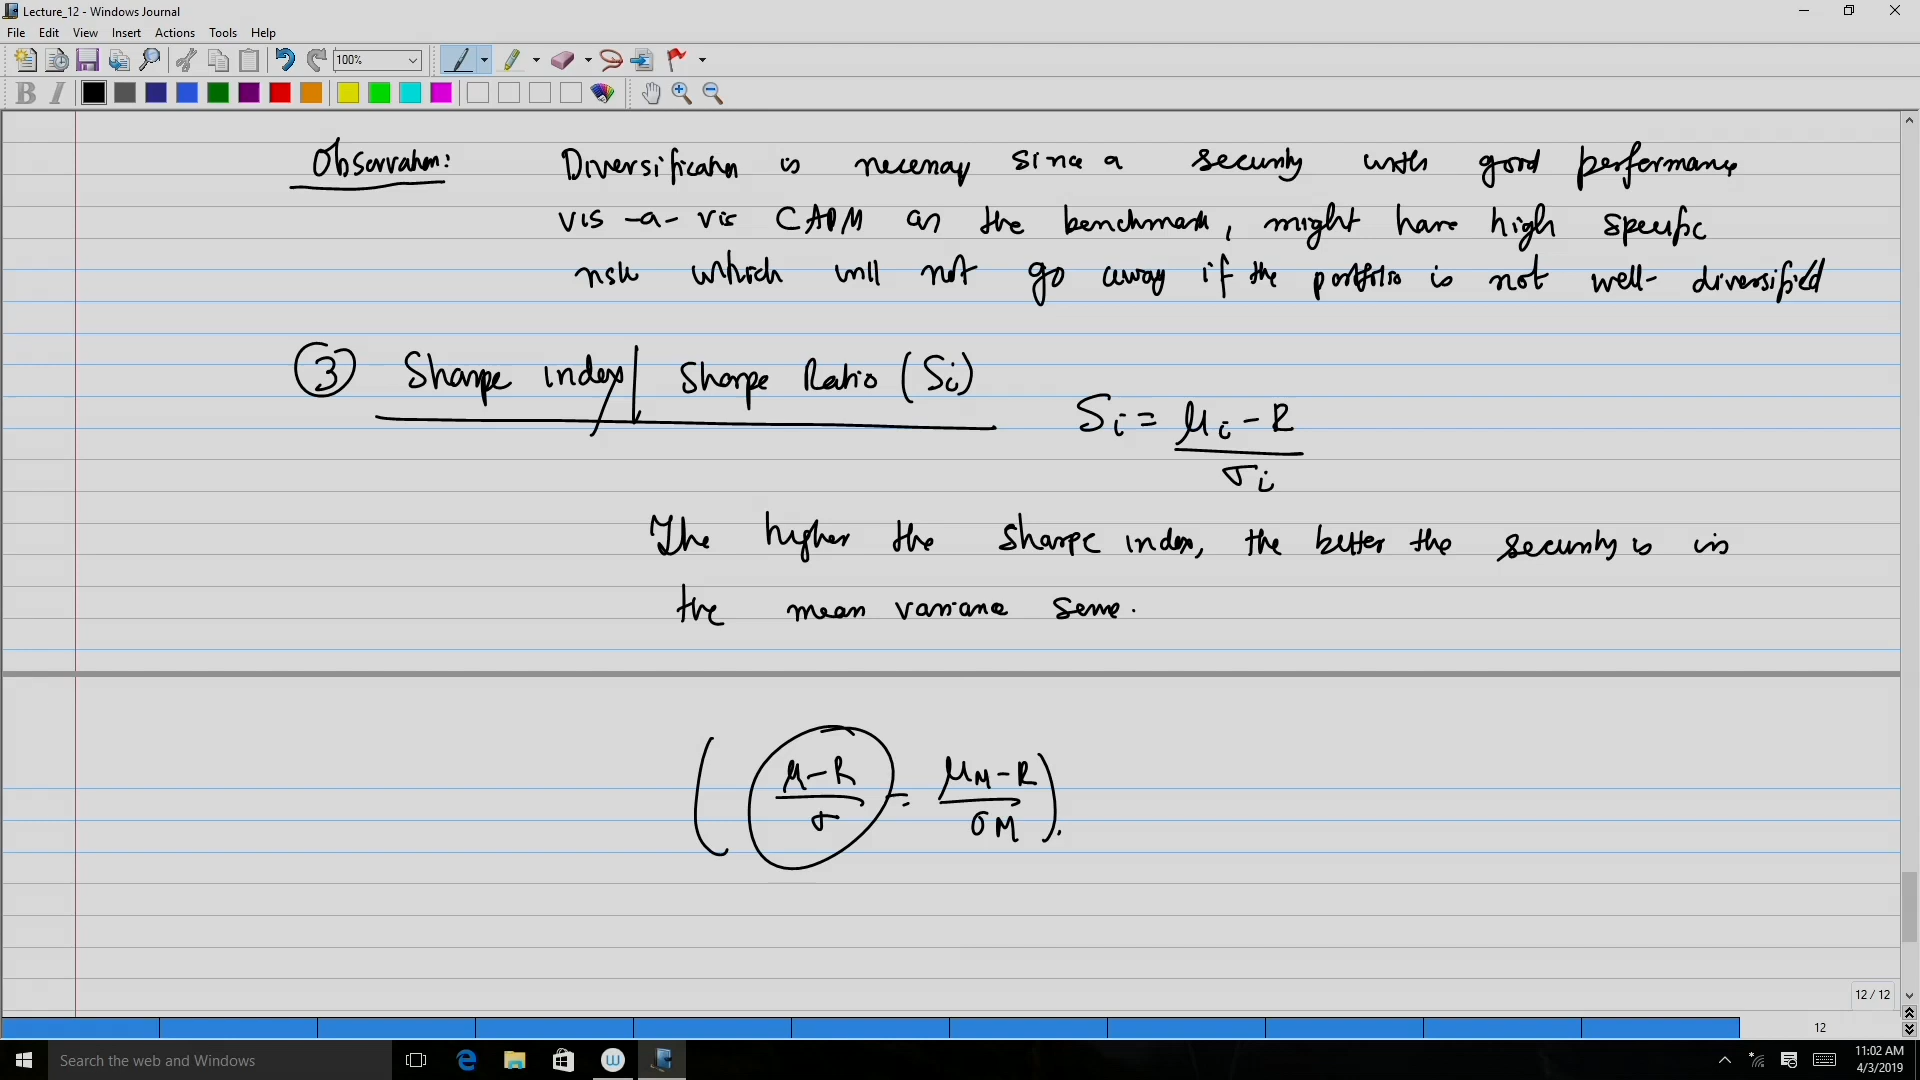 Lecture_12 - Windows Journal
File Edit View Insert Actions Tools Help
100%
B I
Observation: Diversification is necessary since a security with good performance
vis-a-vis CAPM as the benchmark, might have high specific
risk which will not go away if the portfolio is not well-diversified
③ Sharpe index / Sharpe Ratio (Si)
Si = μi - R / σi
The higher the sharpe index, the better the security is in
the mean variance sense.
( μ - R / σ = μM - R / σM ).
12 / 12
12
Search the web and Windows
11:02 AM
4/3/2019